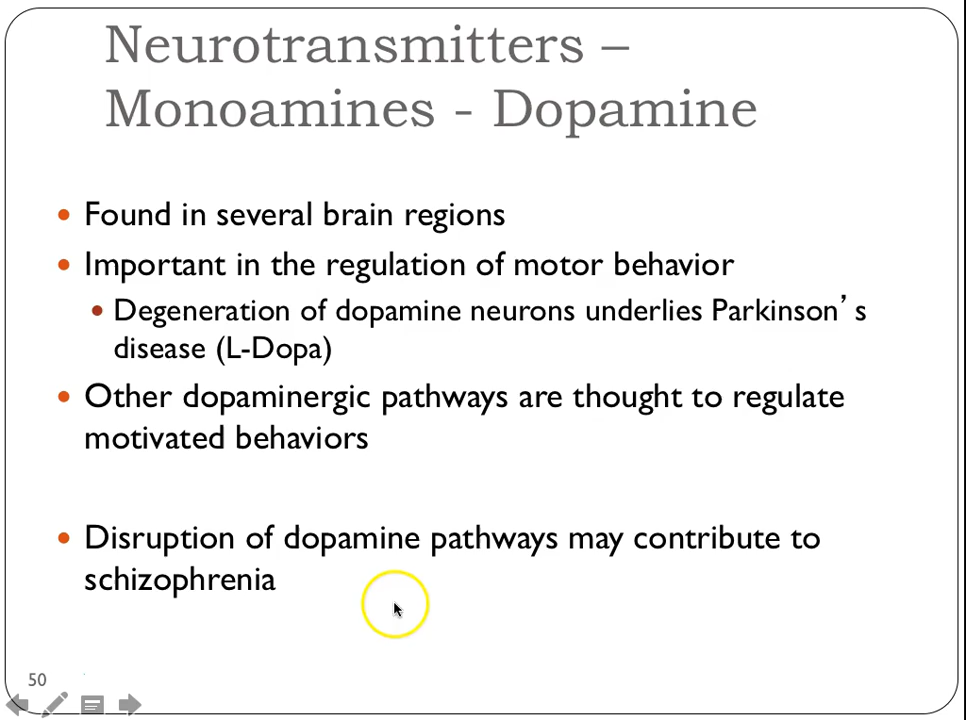 Neurotransmitters –
Monoamines - Dopamine
Found in several brain regions
Important in the regulation of motor behavior
Degeneration of dopamine neurons underlies Parkinson’s
disease (L-Dopa)
Other dopaminergic pathways are thought to regulate
motivated behaviors
Disruption of dopamine pathways may contribute to
schizophrenia
50